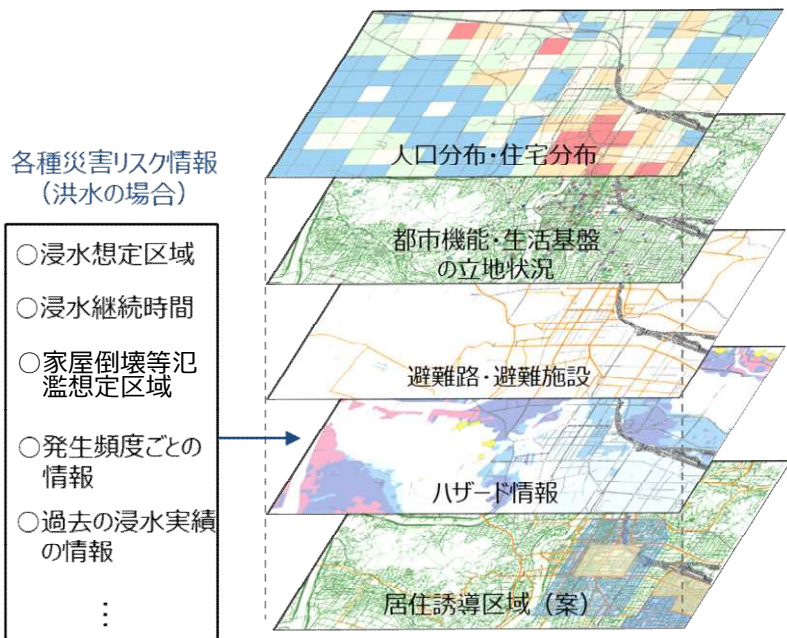 各種災害リスク情報
（洪水の場合）
○浸水想定区域
○浸水継続時間
○家屋倒壊等氾
濫想定区域
○発生頻度ごとの
情報
○過去の浸水実績
の情報
⋮
人口分布・住宅分布
都市機能・生活基盤
の立地状況
避難路・避難施設
ハザード情報
居住誘導区域（案）